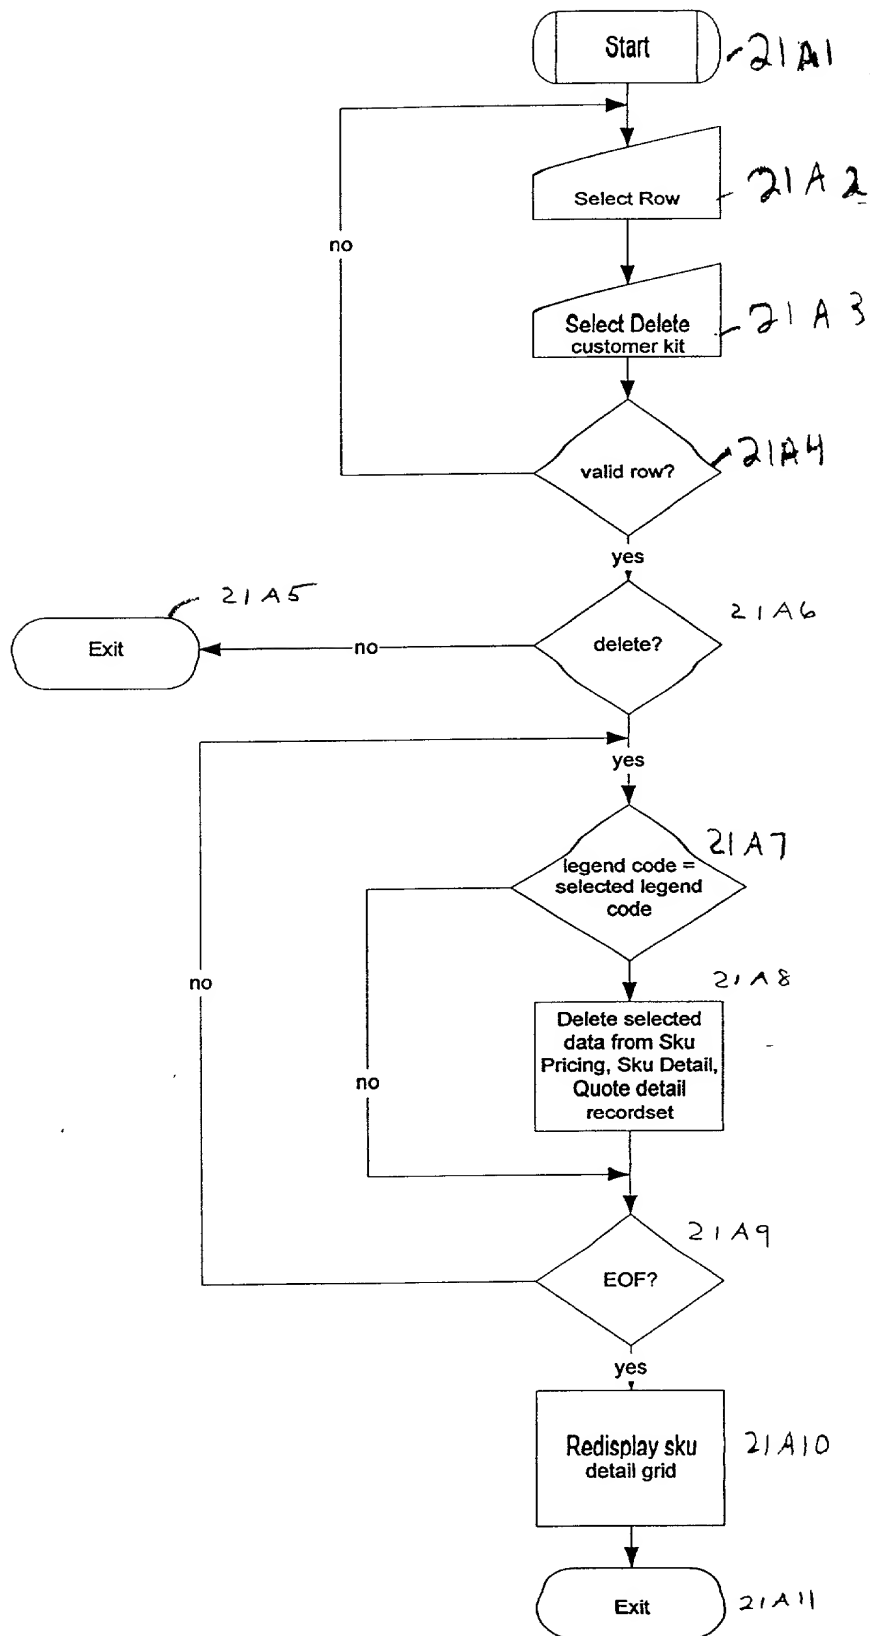 Start
21A1
Select Row
21A2
no
Select Delete
customer kit
21A3
valid row?
21A4
yes
21A5
Exit
no
delete?
21A6
yes
legend code =
selected legend
code
21A7
no
no
Delete selected
data from Sku
Pricing, Sku Detail,
Quote detail
recordset
21A8
EOF?
21A9
yes
Redisplay sku
detail grid
21A10
Exit
21A11